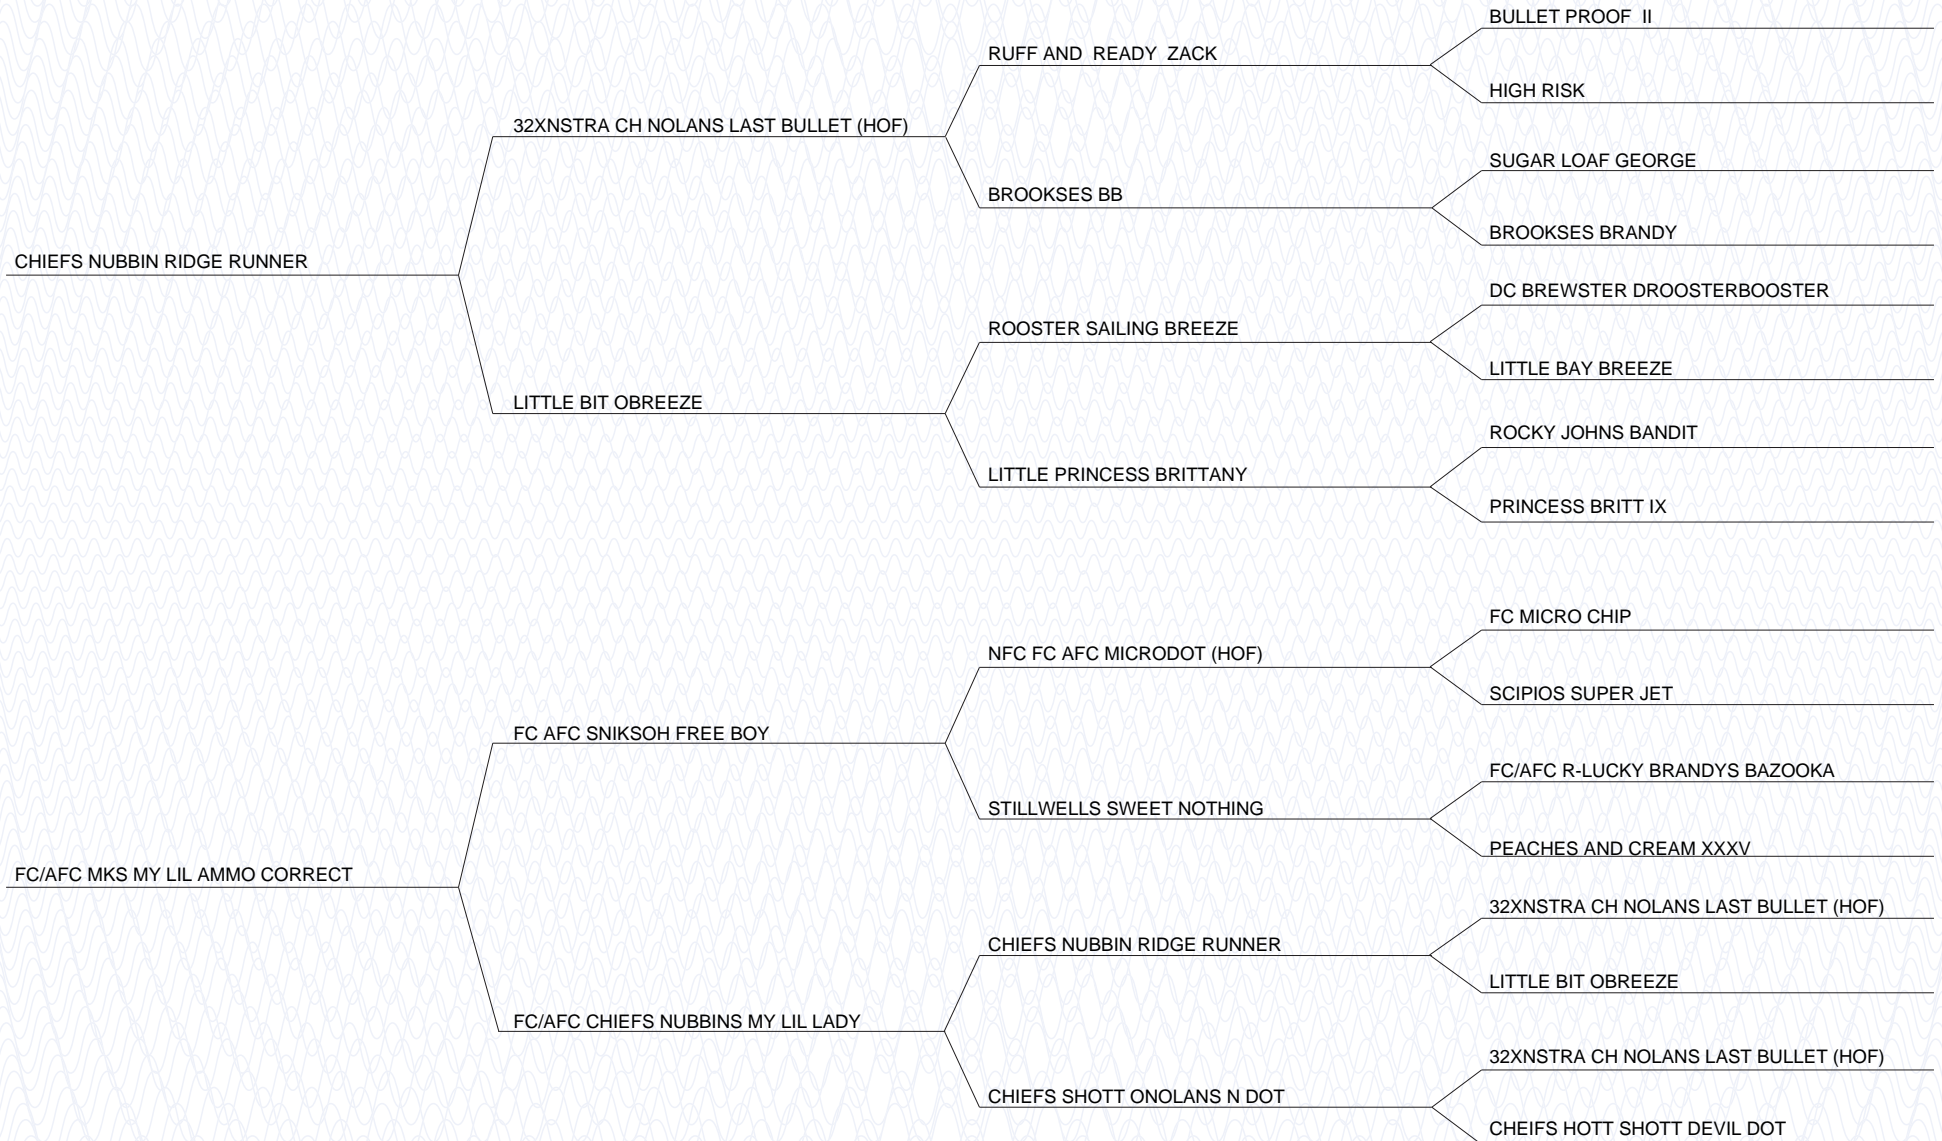 BULLET PROOF  II
RUFF AND  READY  ZACK
HIGH RISK
32XNSTRA CH NOLANS LAST BULLET (HOF)
SUGAR LOAF GEORGE
BROOKSES BB
BROOKSES BRANDY
CHIEFS NUBBIN RIDGE RUNNER
DC BREWSTER DROOSTERBOOSTER
ROOSTER SAILING BREEZE
LITTLE BAY BREEZE
LITTLE BIT OBREEZE
ROCKY JOHNS BANDIT
LITTLE PRINCESS BRITTANY
PRINCESS BRITT IX
FC MICRO CHIP
NFC FC AFC MICRODOT (HOF)
SCIPIOS SUPER JET
FC AFC SNIKSOH FREE BOY
FC/AFC R-LUCKY BRANDYS BAZOOKA
STILLWELLS SWEET NOTHING
PEACHES AND CREAM XXXV
FC/AFC MKS MY LIL AMMO CORRECT
32XNSTRA CH NOLANS LAST BULLET (HOF)
CHIEFS NUBBIN RIDGE RUNNER
LITTLE BIT OBREEZE
FC/AFC CHIEFS NUBBINS MY LIL LADY
32XNSTRA CH NOLANS LAST BULLET (HOF)
CHIEFS SHOTT ONOLANS N DOT
CHEIFS HOTT SHOTT DEVIL DOT